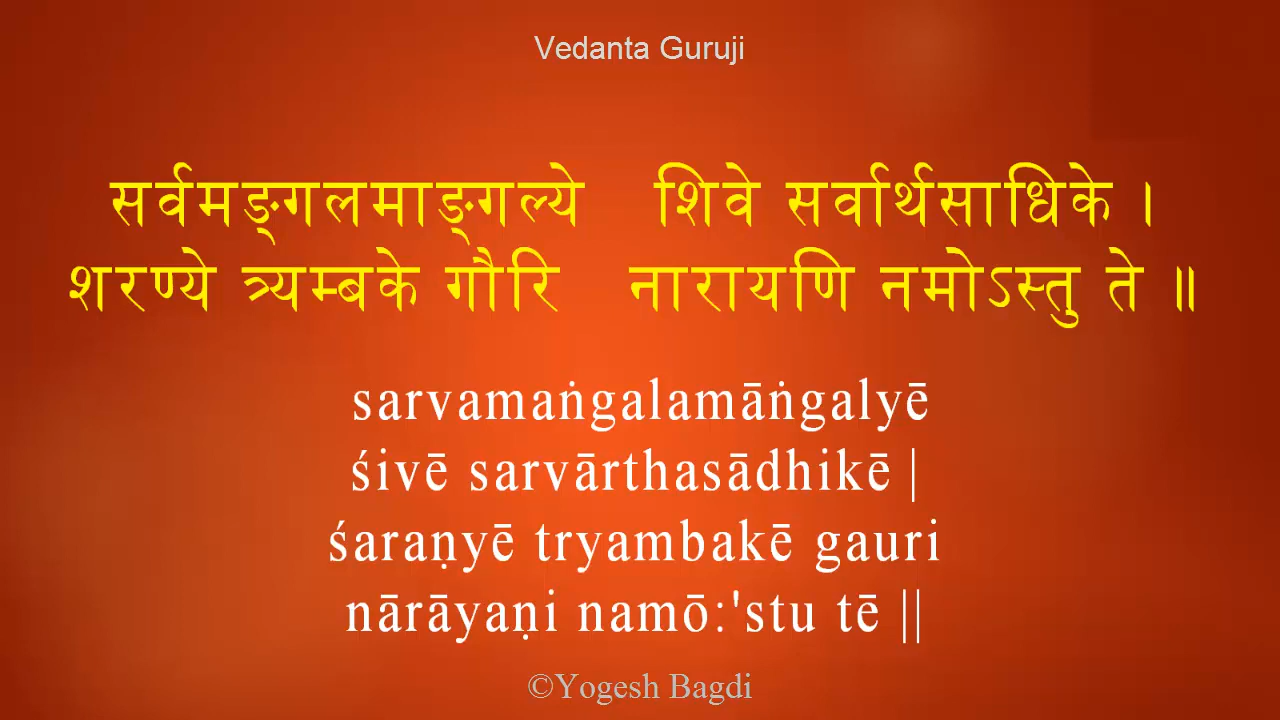 Vedanta Guruji
सर्वमङ्गलमाङ्गल्ये शिवे सर्वार्थसाधिके ।
शरण्ये त्र्यम्बके गौरि नारायणि नमोऽस्तु ते ॥
sarvamaṅgalamāṅgalyē
śivē sarvārthasādhikē |
śaraṇyē tryambakē gauri
nārāyaṇi namō:'stu tē ||
©Yogesh Bagdi